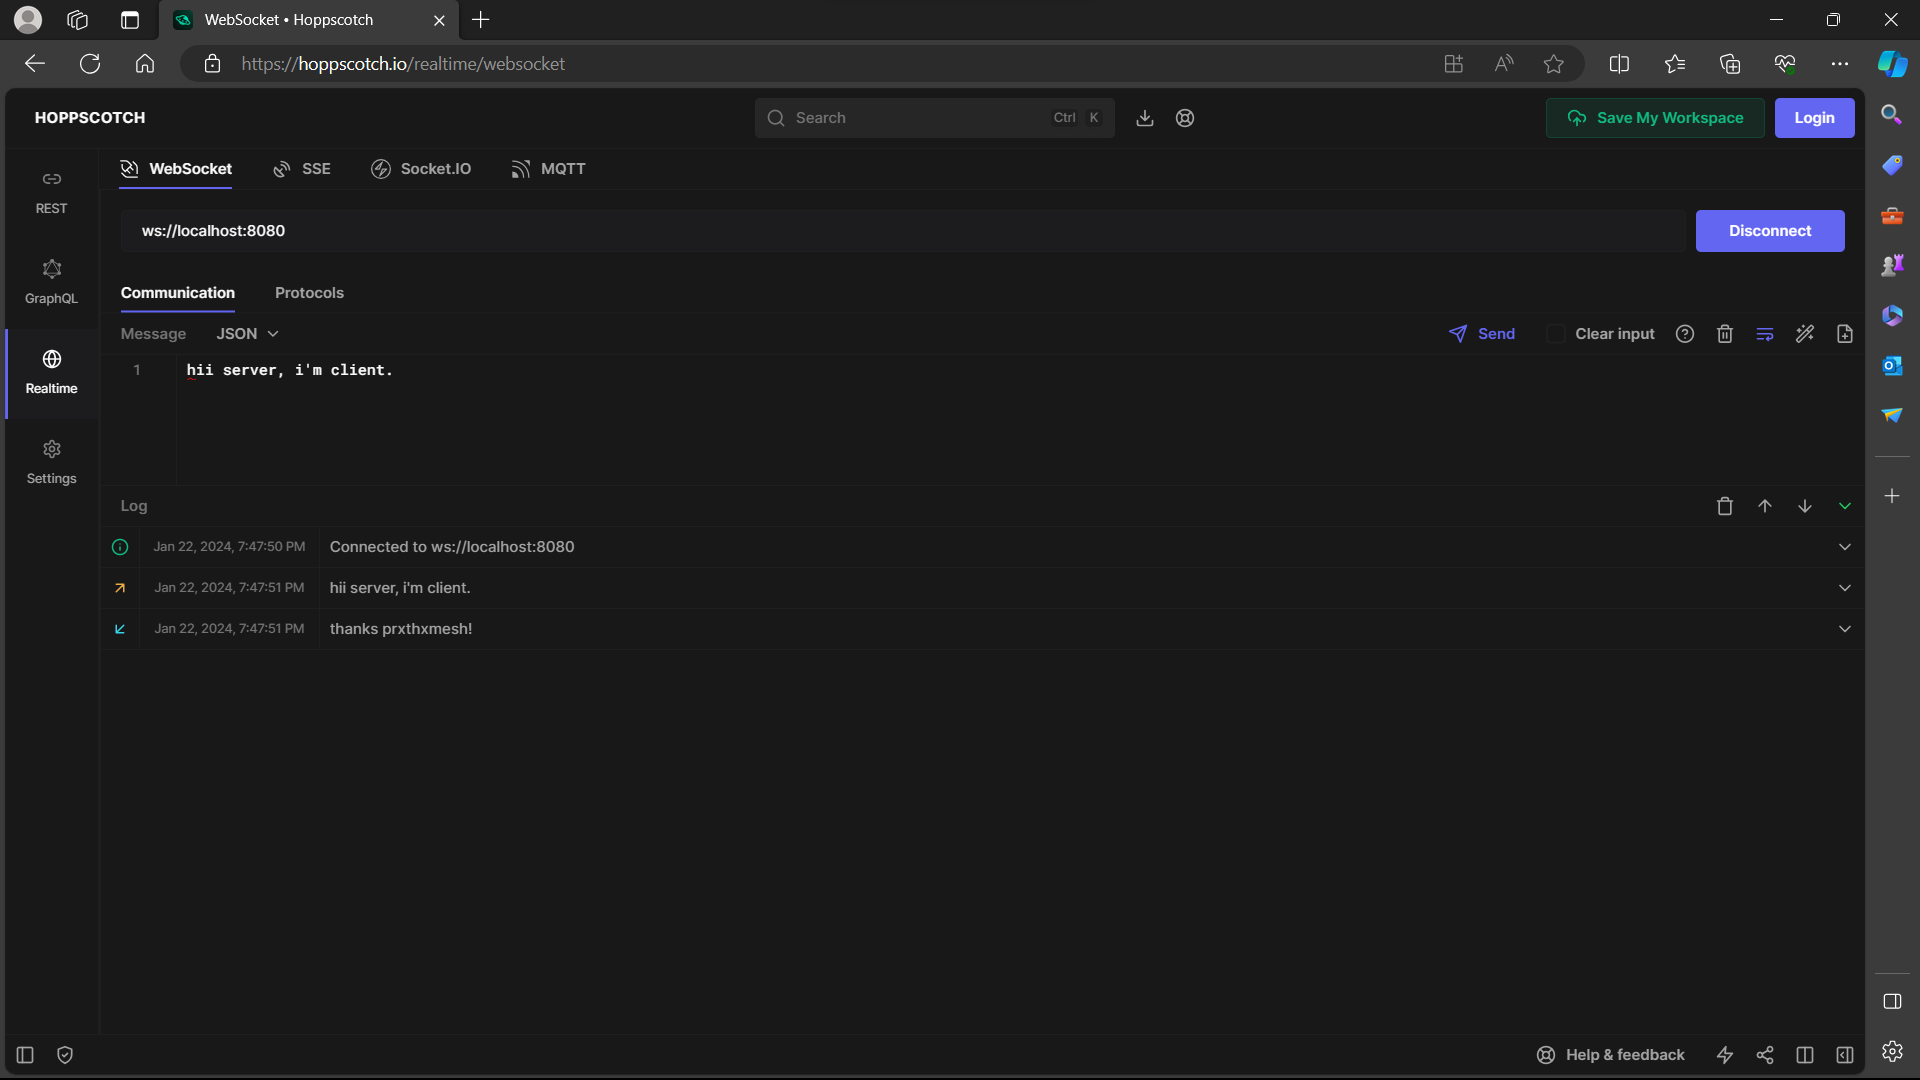 WebSocket • Hoppscotch
https://hoppscotch.io/realtime/websocket
HOPPSCOTCH
Search
Ctrl K
Save My Workspace
Login
WebSocket
SSE
Socket.IO
MQTT
REST
GraphQL
Realtime
Settings
ws://localhost:8080
Disconnect
Communication
Protocols
Message
JSON
Send
Clear input
1
hii server, i'm client.
Log
Jan 22, 2024, 7:47:50 PM
Connected to ws://localhost:8080
Jan 22, 2024, 7:47:51 PM
hii server, i'm client.
Jan 22, 2024, 7:47:51 PM
thanks prxthxmesh!
Help & feedback